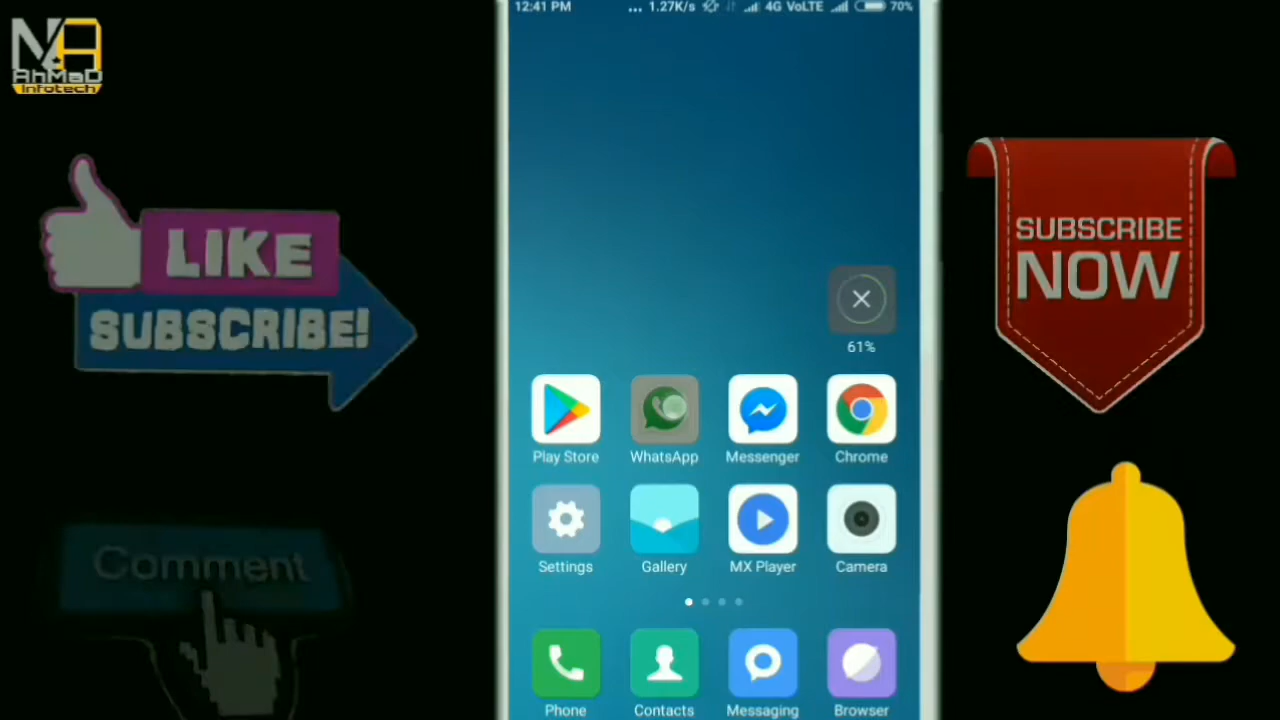 AhMaD
Infotech
12:41 PM
... 1.27K/s
4G VoLTE
70%
LIKE
SUBSCRIBE!
SUBSCRIBE
NOW
61%
Play Store
WhatsApp
Messenger
Chrome
Settings
Gallery
MX Player
Camera
Comment
Phone
Contacts
Messaging
Browser